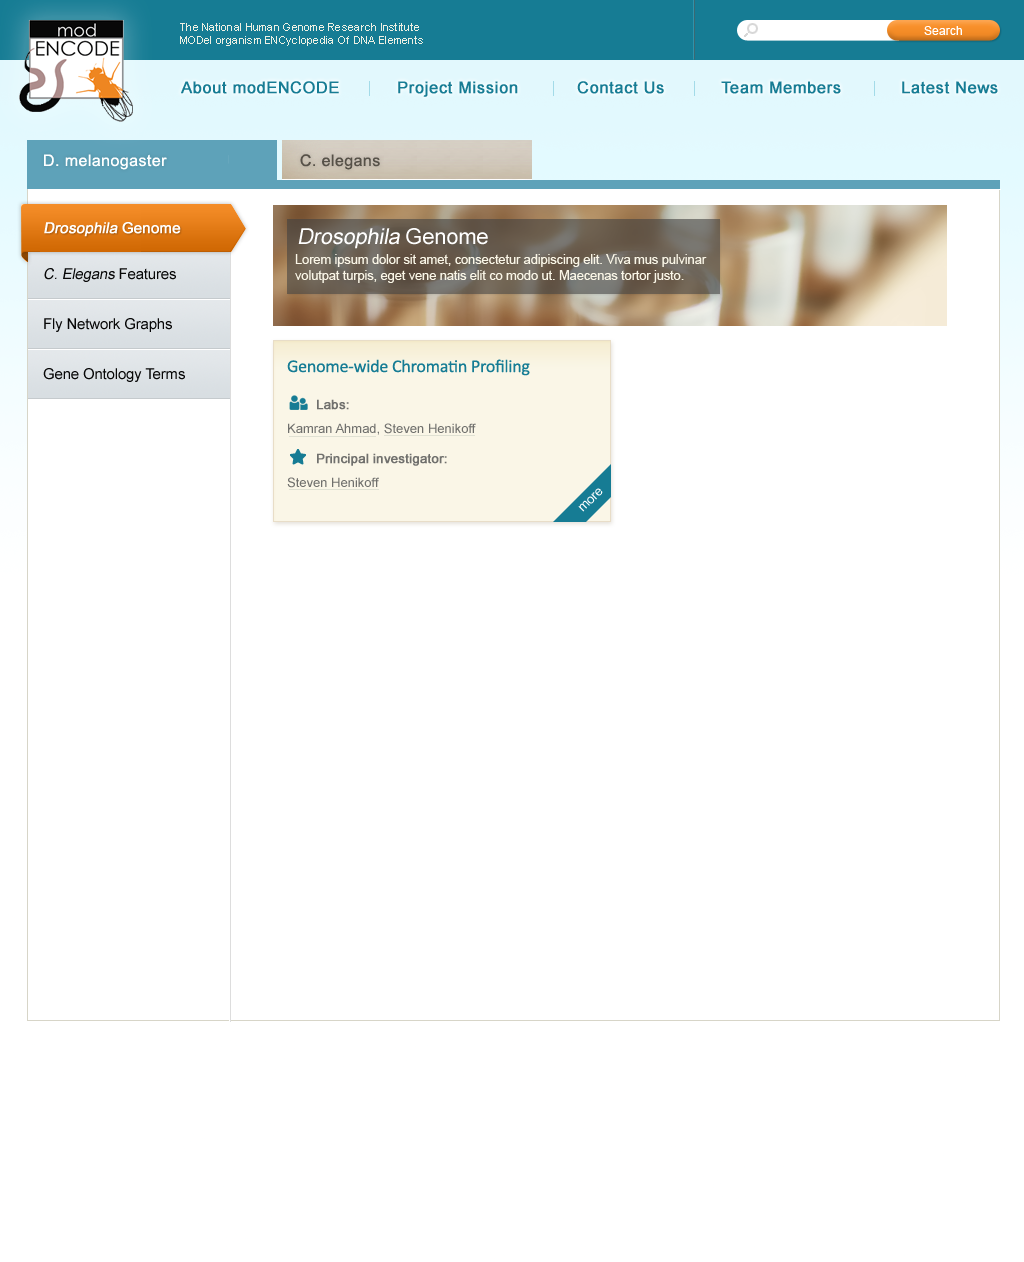 mod
ENCODE
The National Human Genome Research Institute
MODel organism ENCyclopedia Of DNA Elements
Search
About modENCODE
Project Mission
Contact Us
Team Members
Latest News
D. melanogaster
C. elegans
Drosophila Genome
C. Elegans Features
Fly Network Graphs
Gene Ontology Terms
Drosophila Genome
Lorem ipsum dolor sit amet, consectetur adipiscing elit. Viva mus pulvinar
volutpat turpis, eget vene natis elit co modo ut. Maecenas tortor justo.
Genome-wide Chromatin Profiling
Labs:
Kamran Ahmad, Steven Henikoff
Principal investigator:
Steven Henikoff
more